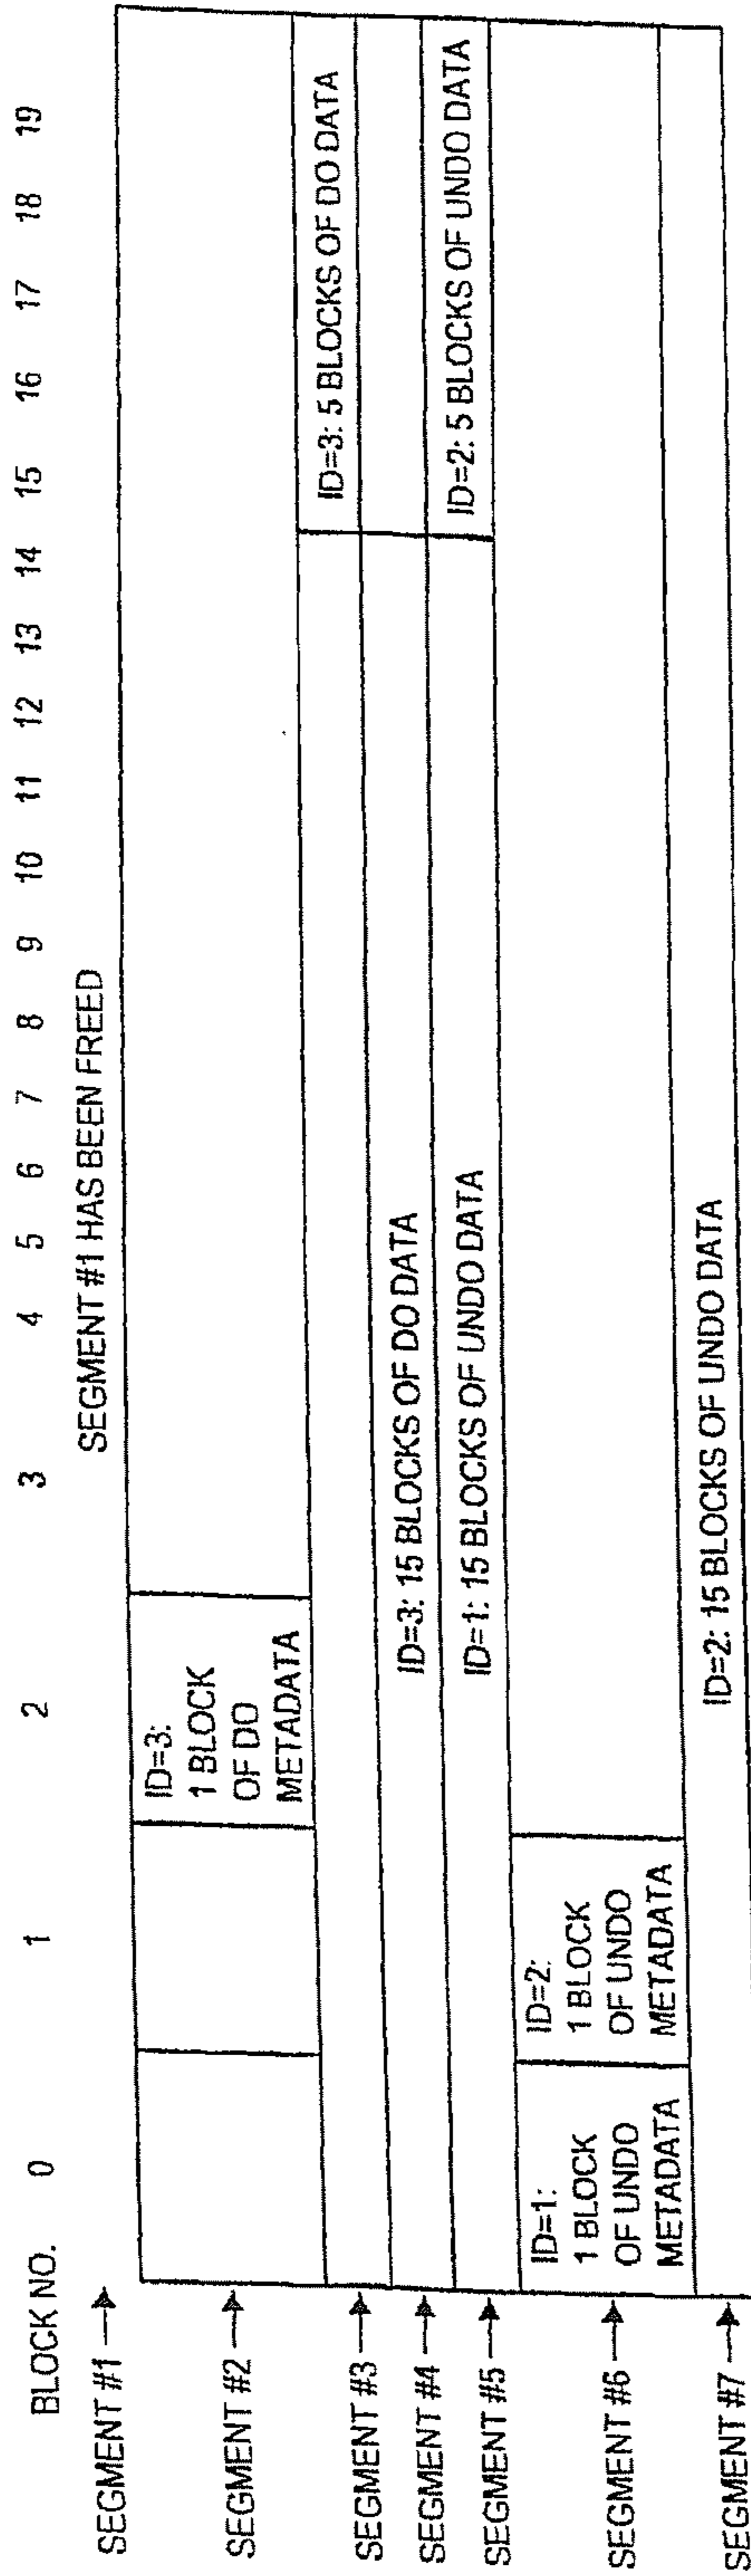 BLOCK NO. 0 1 2 3 4 5 6 7 8 9 10 11 12 13 14 15 16 17 18 19
SEGMENT #1
SEGMENT #1 HAS BEEN FREED
SEGMENT #2
ID=3:
1 BLOCK
OF DO
METADATA
SEGMENT #3
ID=3: 5 BLOCKS OF DO DATA
SEGMENT #4
ID=3: 15 BLOCKS OF DO DATA
SEGMENT #5
ID=1: 15 BLOCKS OF UNDO DATA
ID=2: 5 BLOCKS OF UNDO DATA
SEGMENT #6
ID=1:
1 BLOCK
OF UNDO
METADATA
ID=2:
1 BLOCK
OF UNDO
METADATA
SEGMENT #7
ID=2: 15 BLOCKS OF UNDO DATA